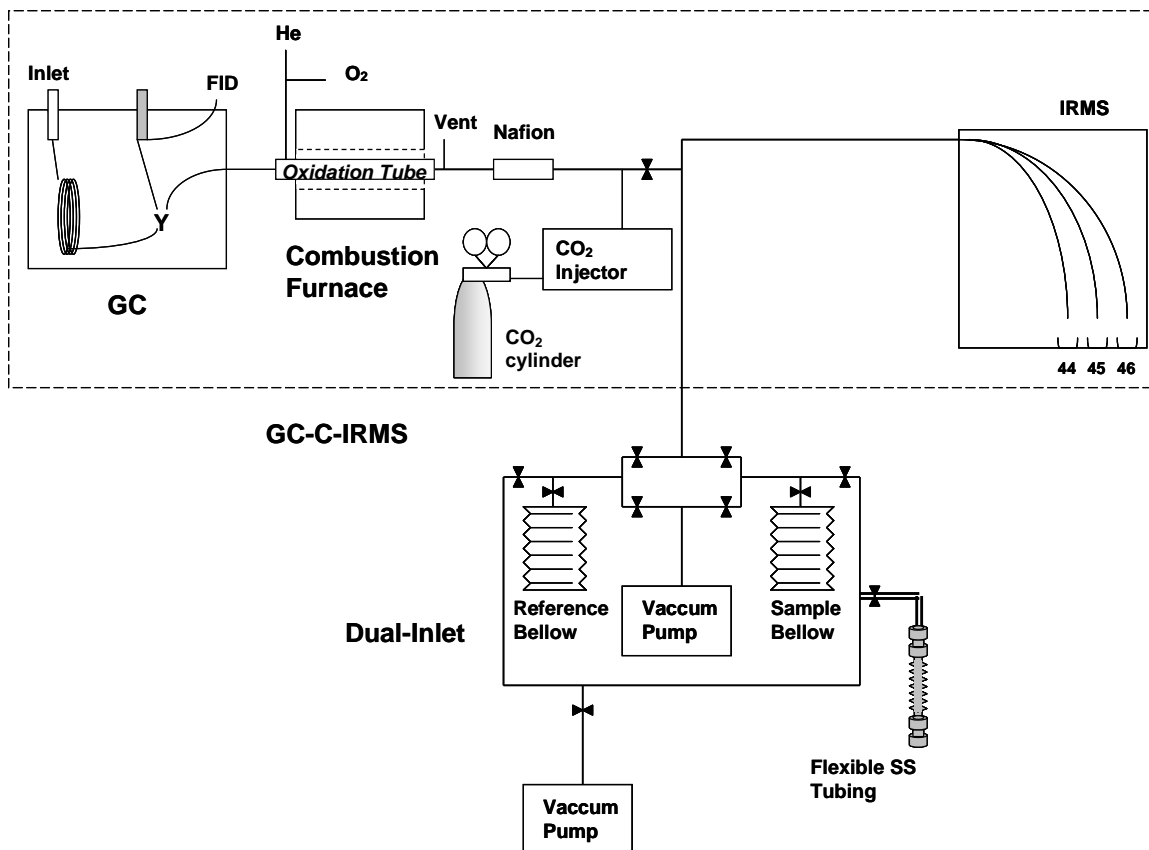 He
Inlet
FID
O₂
Vent
Nafion
IRMS
Oxidation Tube
Y
Combustion
Furnace
CO₂
Injector
GC
CO₂
cylinder
44 45 46
GC-C-IRMS
Reference
Bellow
Vaccum
Pump
Sample
Bellow
Dual-Inlet
Flexible SS
Tubing
Vaccum
Pump